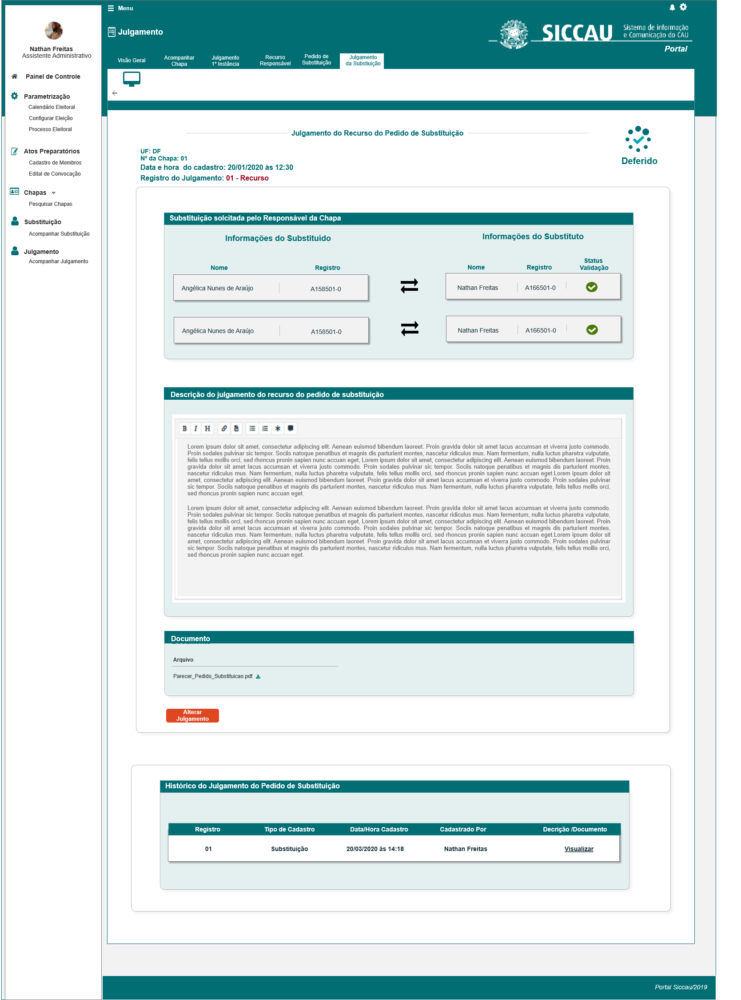 Menu
Julgamento
SICCAU
Sistema de informação
e Comunicação do CAU
Portal
Nathan Freitas
Assistente Administrativo
Painel de Controle
Parametrização
Calendário Eleitoral
Configurar Eleição
Processo Eleitoral
Atos Preparatórios
Cadastro de Membros
Edital de Convocação
Chapas
Pesquisar Chapas
Substituição
Acompanhar Substituição
Julgamento
Acompanhar Julgamento
Visão Geral
Acompanhar
Chapa
Julgamento
1º Instância
Recurso
Responsável
Pedido de
Substituição
Julgamento
da Substiuição
Julgamento do Recurso do Pedido de Substituição
Deferido
UF: DF
Nº da Chapa: 01
Data e hora do cadastro: 20/01/2020 às 12:30
Registro do Julgamento: 01 - Recurso
Substituição solcitada pelo Responsável da Chapa
Informações do Substituído
Informações do Substituto
Nome Registro
Nome Registro Status
Validação
Angélica Nunes de Araújo A158501-0 Nathan Freitas A166501-0
Angélica Nunes de Araújo A158501-0 Nathan Freitas A166501-0
Descrição do julgamento do recurso do pedido de substituição
B I H
Lorem ipsum dolor sit amet, consectetur adipiscing elit. Aenean euismod bibendum laoreet. Proin gravida dolor sit amet lacus accumsan et viverra justo commodo.
Proin sodales pulvinar sic tempor. Sociis natoque penatibus et magnis dis parturient montes, nascetur ridiculus mus. Nam fermentum, nulla luctus pharetra vulputate,
felis tellus mollis orci, sed rhoncus pronin sapien nunc accuan eget, Lorem ipsum dolor sit amet, consectetur adipiscing elit. Aenean euismod bibendum laoreet. Proin
gravida dolor sit amet lacus accumsan et viverra justo commodo. Proin sodales pulvinar sic tempor. Sociis natoque penatibus et magnis dis parturient montes,
nascetur ridiculus mus. Nam fermentum, nulla luctus pharetra vulputate, felis tellus mollis orci, sed rhoncus pronin sapien nunc accuan eget.Lorem ipsum dolor sit
amet, consectetur adipiscing elit. Aenean euismod bibendum laoreet. Proin gravida dolor sit amet lacus accumsan et viverra justo commodo. Proin sodales pulvinar
sic tempor. Sociis natoque penatibus et magnis dis parturient montes, nascetur ridiculus mus. Nam fermentum, nulla luctus pharetra vulputate, felis tellus mollis orci,
sed rhoncus pronin sapien nunc accuan eget.
Lorem ipsum dolor sit amet, consectetur adipiscing elit. Aenean euismod bibendum laoreet. Proin gravida dolor sit amet lacus accumsan et viverra justo commodo.
Proin sodales pulvinar sic tempor. Sociis natoque penatibus et magnis dis parturient montes, nascetur ridiculus mus. Nam fermentum, nulla luctus pharetra vulputate,
felis tellus mollis orci, sed rhoncus pronin sapien nunc accuan eget, Lorem ipsum dolor sit amet, consectetur adipiscing elit. Aenean euismod bibendum laoreet. Proin
gravida dolor sit amet lacus accumsan et viverra justo commodo. Proin sodales pulvinar sic tempor. Sociis natoque penatibus et magnis dis parturient montes,
nascetur ridiculus mus. Nam fermentum, nulla luctus pharetra vulputate, felis tellus mollis orci, sed rhoncus pronin sapien nunc accuan eget.Lorem ipsum dolor sit
amet, consectetur adipiscing elit. Aenean euismod bibendum laoreet. Proin gravida dolor sit amet lacus accumsan et viverra justo commodo. Proin sodales pulvinar
sic tempor. Sociis natoque penatibus et magnis dis parturient montes, nascetur ridiculus mus. Nam fermentum, nulla luctus pharetra vulputate, felis tellus mollis orci,
sed rhoncus pronin sapien nunc accuan eget.
Documento
Arquivo
Parecer_Pedido_Substituicao.pdf
Alterar
Julgamento
Histórico do Julgamento do Pedido de Substituição
Registro Tipo de Cadastro Data/Hora Cadastro Cadastrado Por Decrição /Documento
01 Substituição 20/03/2020 às 14:18 Nathan Freitas Visualizar
Portal Siccau/2019